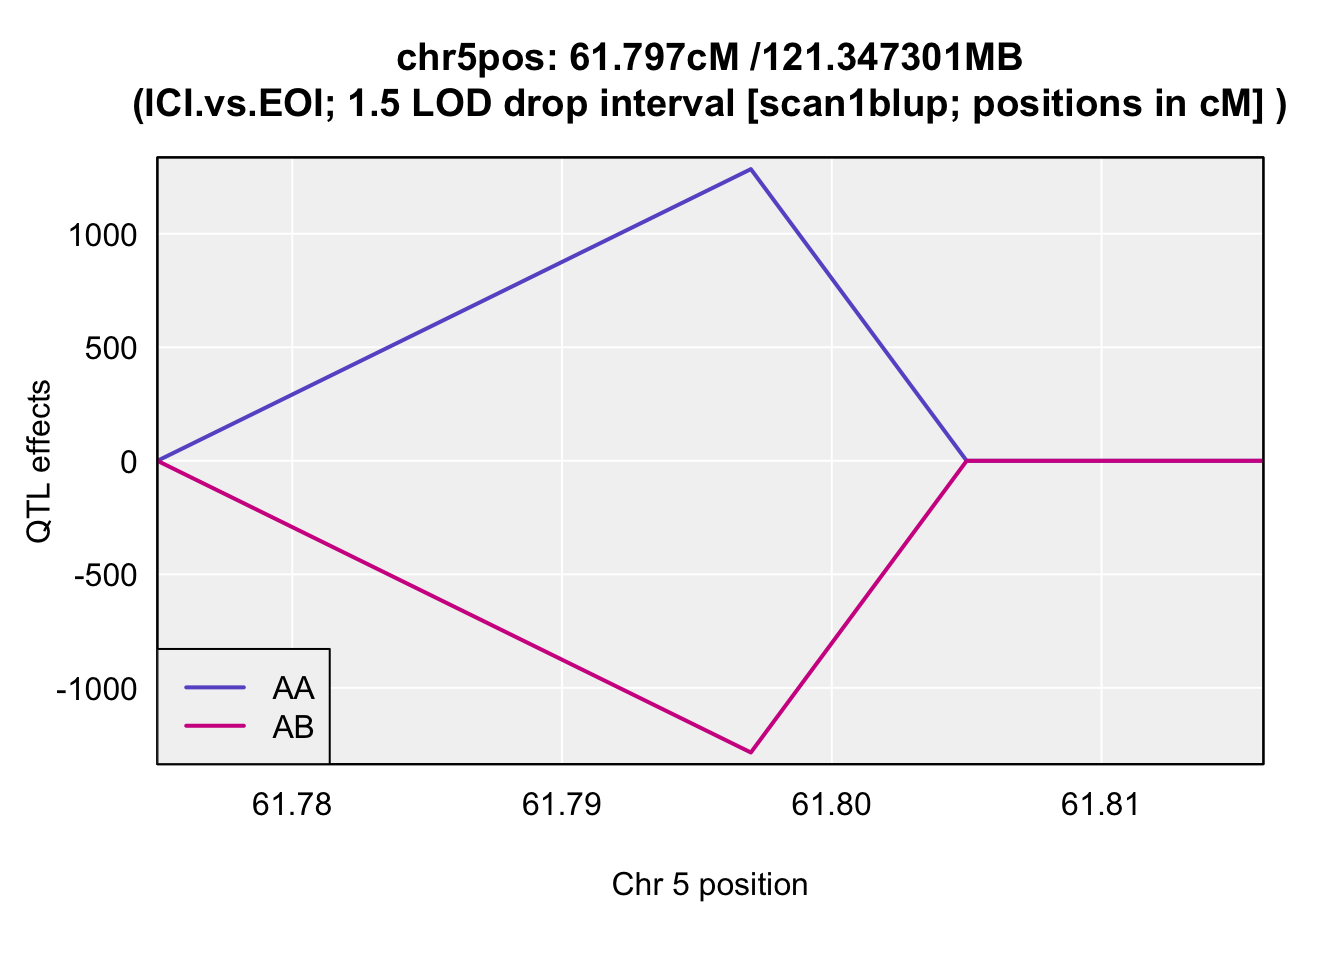 chr5pos: 61.797cM /121.347301MB
(ICI.vs.EOI; 1.5 LOD drop interval [scan1blup; positions in cM] )
QTL effects
1000
500
0
-500
-1000
AA
AB
61.78
61.79
61.80
61.81
Chr 5 position